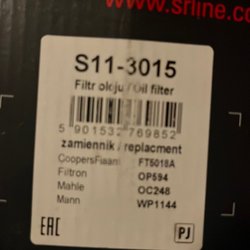 www.srline.com
S11-3015
Filtr oleju / Oil filter
5 901532 769852
zamiennik / replacment
CoopersFiaam FT5018A
Filtron OP594
Mahle OC248
Mann WP1144
EAC PJ